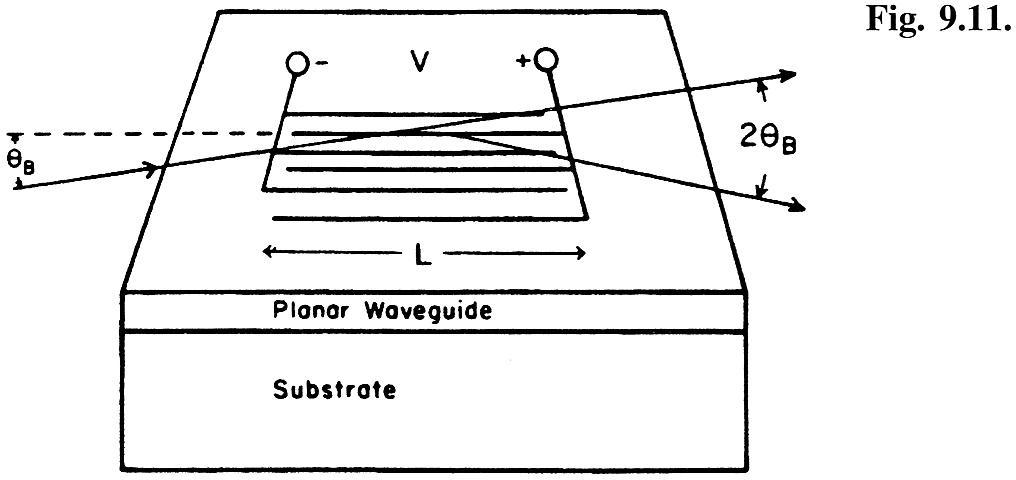 Fig. 9.11.
- V +
θB
2θB
L
Planar Waveguide
Substrate